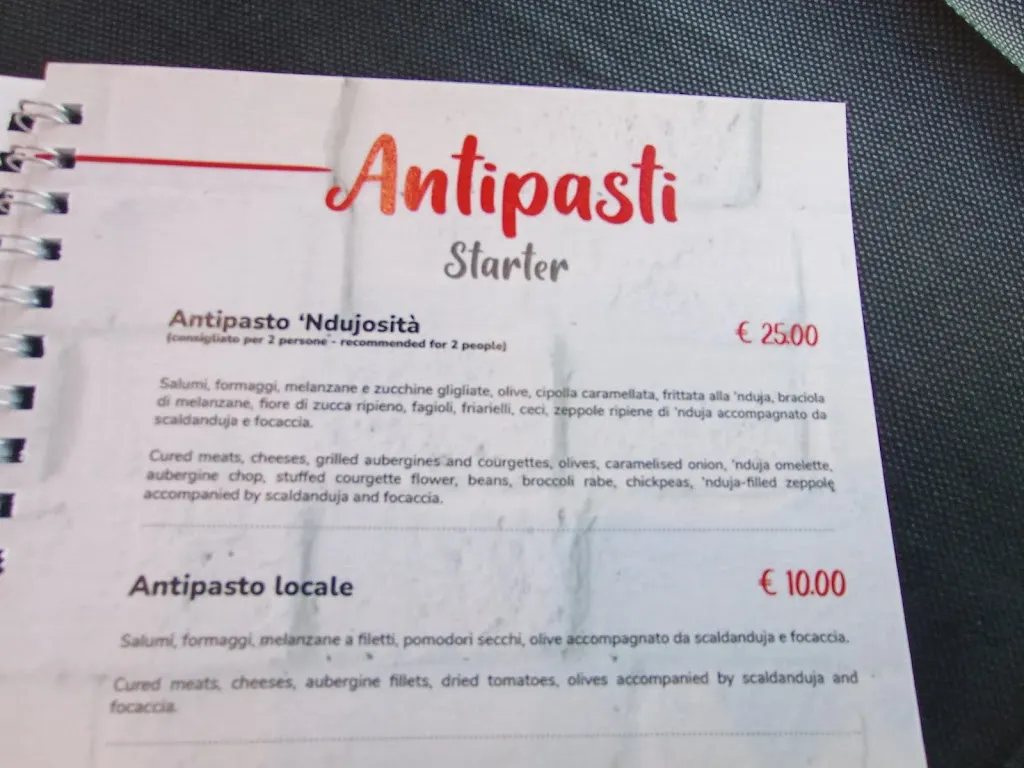 Antipasti
Starter
Antipasto ‘Ndujosità
(consigliato per 2 persone - recommended for 2 people)
€ 25.00
Salumi, formaggi, melanzane e zucchine gligliate, olive, cipolla caramellata, frittata alla 'nduja, braciola
di melanzane, fiore di zucca ripieno, fagioli, friarielli, ceci, zeppole ripiene di 'nduja accompagnato da
scaldanduja e focaccia.
Cured meats, cheeses, grilled aubergines and courgettes, olives, caramelised onion, 'nduja omelette,
aubergine chop, stuffed courgette flower, beans, broccoli rabe, chickpeas, 'nduja-filled zeppole
accompanied by scaldanduja and focaccia.
Antipasto locale
€ 10.00
Salumi, formaggi, melanzane a filetti, pomodori secchi, olive accompagnato da scaldanduja e focaccia.
Cured meats, cheeses, aubergine fillets, dried tomatoes, olives accompanied by scaldanduja and
focaccia.